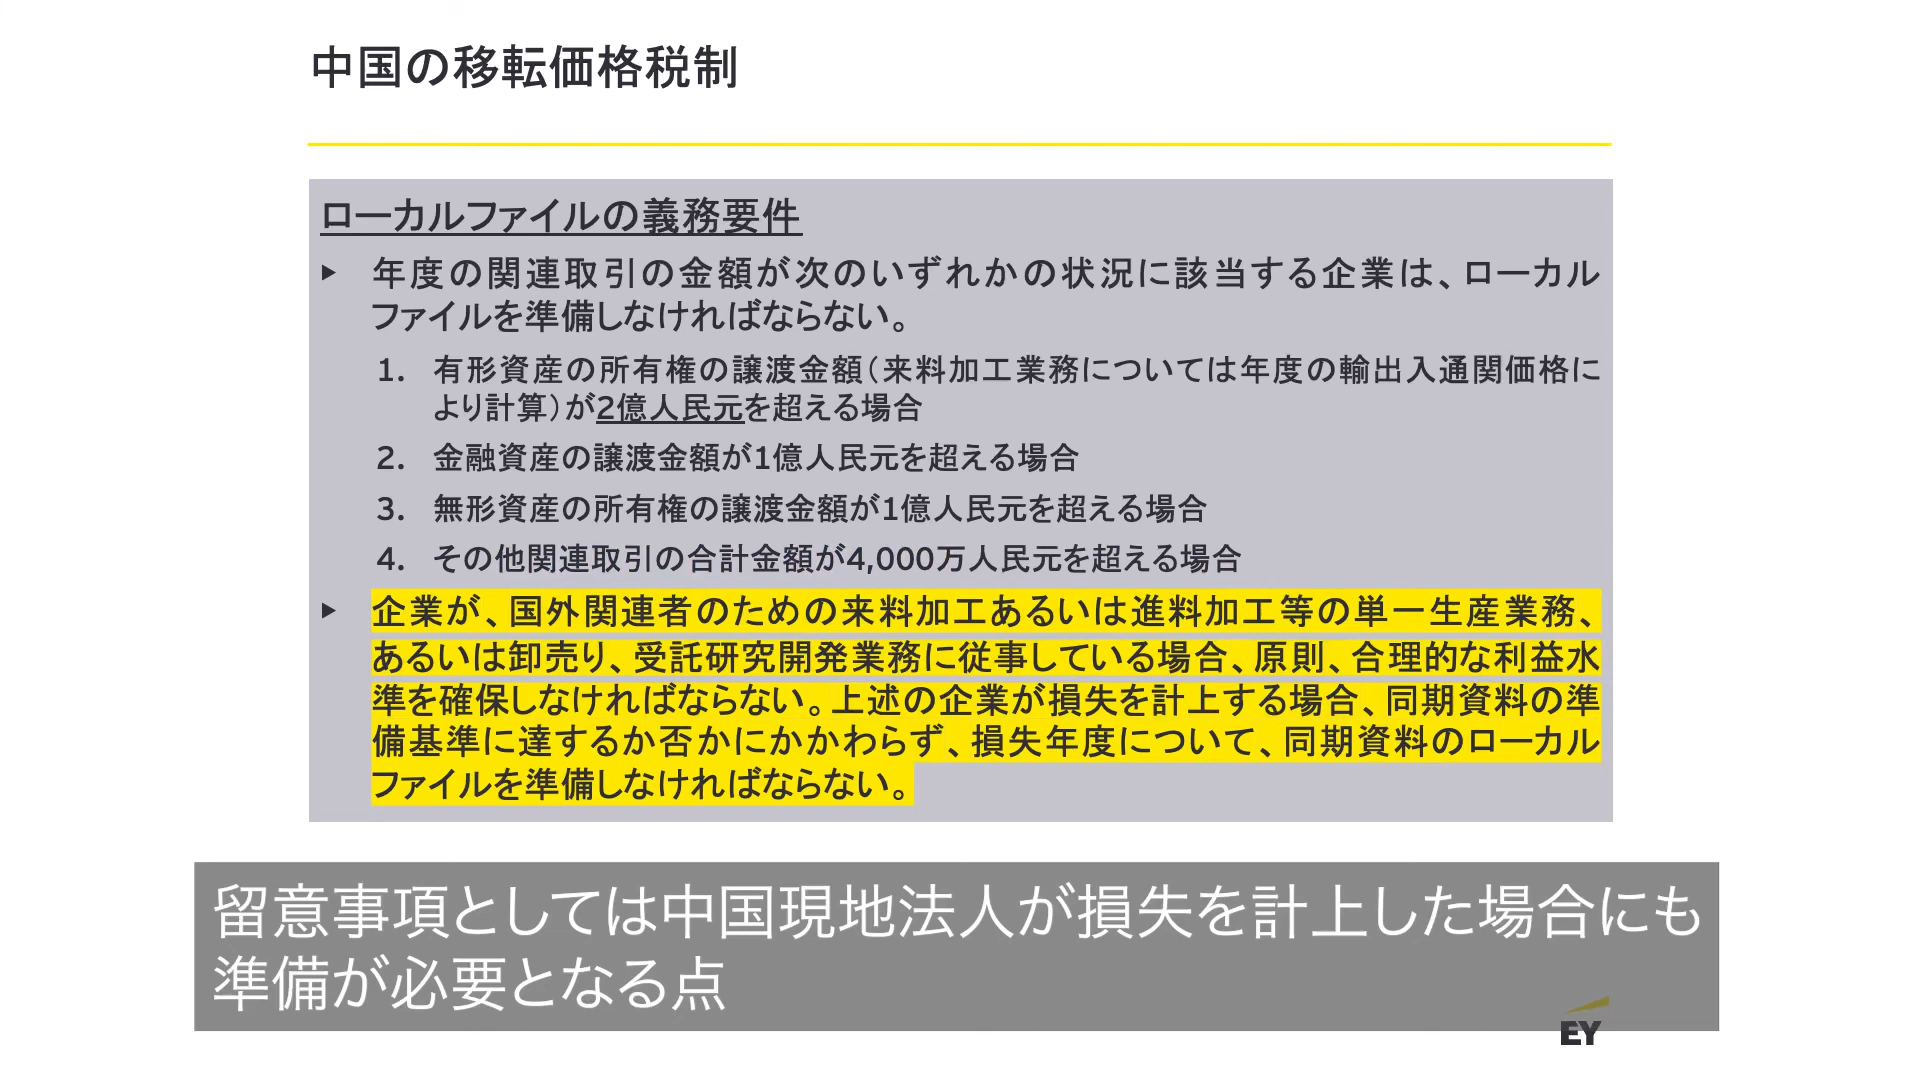 中国の移転価格税制
ローカルファイルの義務要件
▶ 年度の関連取引の金額が次のいずれかの状況に該当する企業は、ローカル
ファイルを準備しなければならない。
1. 有形資産の所有権の譲渡金額（来料加工業務については年度の輸出入通関価格に
より計算）が2億人民元を超える場合
2. 金融資産の譲渡金額が1億人民元を超える場合
3. 無形資産の所有権の譲渡金額が1億人民元を超える場合
4. その他関連取引の合計金額が4,000万人民元を超える場合
▶ 企業が、国外関連者のための来料加工あるいは進料加工等の単一生産業務、
あるいは卸売り、受託研究開発業務に従事している場合、原則、合理的な利益水
準を確保しなければならない。上述の企業が損失を計上する場合、同期資料の準
備基準に達するか否かにかかわらず、損失年度について、同期資料のローカル
ファイルを準備しなければならない。
留意事項としては中国現地法人が損失を計上した場合にも
準備が必要となる点
EY